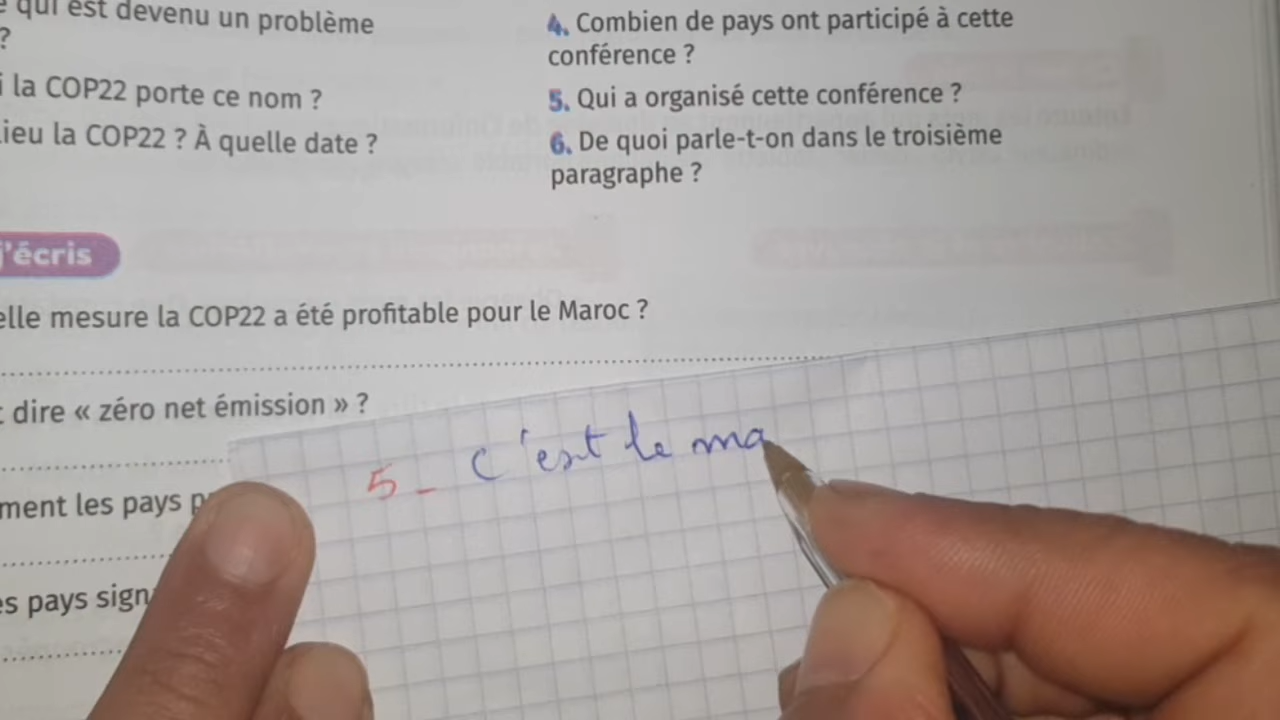 qui est devenu un problème
?
la COP22 porte ce nom ?
lieu la COP22 ? À quelle date ?
4. Combien de pays ont participé à cette
conférence ?
5. Qui a organisé cette conférence ?
6. De quoi parle-t-on dans le troisième
paragraphe ?
j'écris
elle mesure la COP22 a été profitable pour le Maroc ?
dire « zéro net émission » ?
ment les pays p
es pays sign
5 - c'est le ma